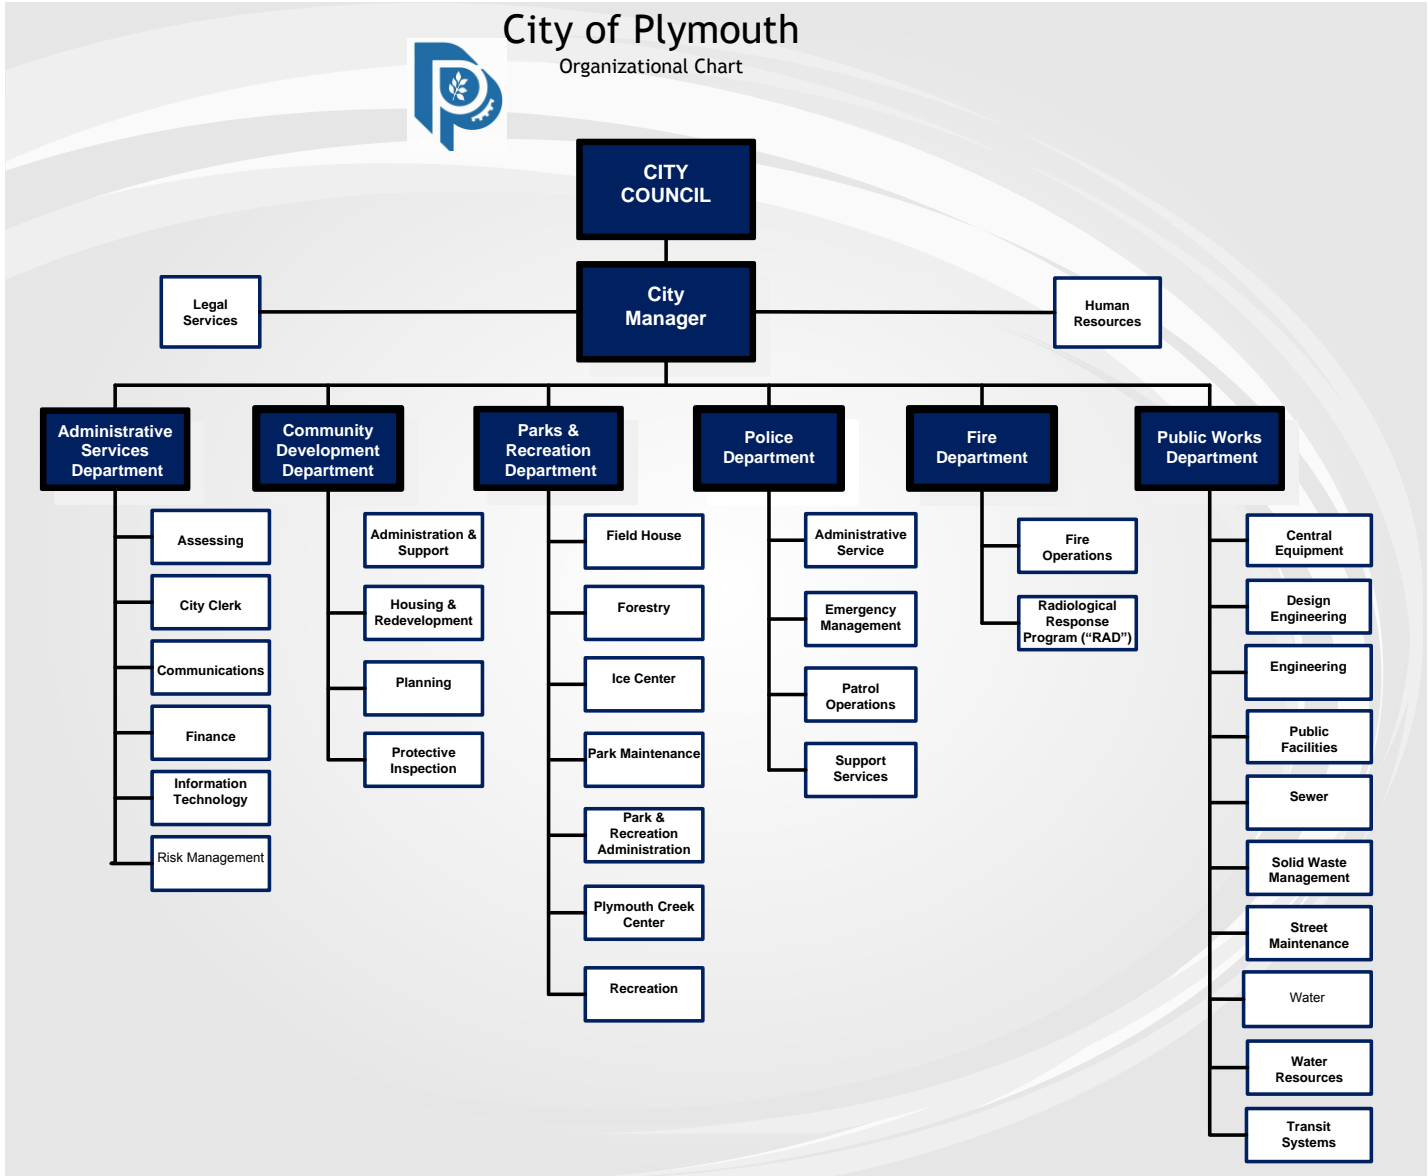 City of Plymouth
Organizational Chart
CITY
COUNCIL
City
Manager
Legal
Services
Human
Resources
Administrative
Services
Department
Community
Development
Department
Parks &
Recreation
Department
Police
Department
Fire
Department
Public Works
Department
Assessing
City Clerk
Communications
Finance
Information
Technology
Risk Management
Administration &
Support
Housing &
Redevelopment
Planning
Protective
Inspection
Field House
Forestry
Ice Center
Park Maintenance
Park &
Recreation
Administration
Plymouth Creek
Center
Recreation
Administrative
Service
Emergency
Management
Patrol
Operations
Support
Services
Fire
Operations
Radiological
Response
Program (“RAD”)
Central
Equipment
Design
Engineering
Engineering
Public
Facilities
Sewer
Solid Waste
Management
Street
Maintenance
Water
Water
Resources
Transit
Systems